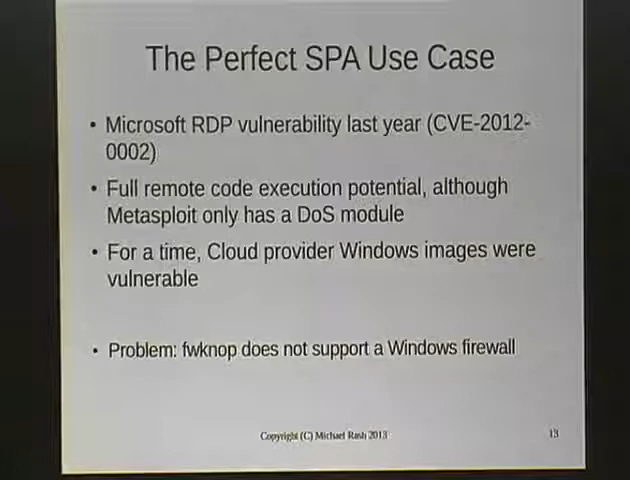 The Perfect SPA Use Case
• Microsoft RDP vulnerability last year (CVE-2012-
0002)
• Full remote code execution potential, although
Metasploit only has a DoS module
• For a time, Cloud provider Windows images were
vulnerable
• Problem: fwknop does not support a Windows firewall
Copyright (C) Michael Rash 2013
13